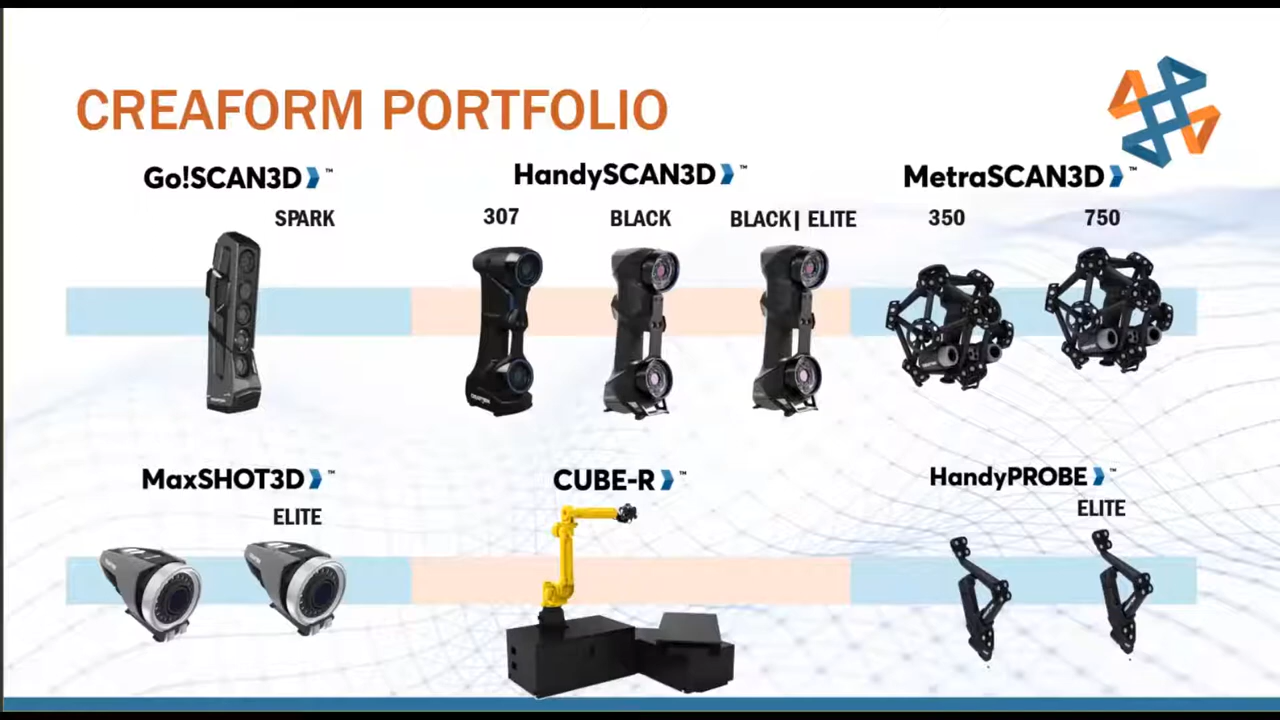 CREAFORM PORTFOLIO
Go!SCAN3D™
HandySCAN3D™
MetraSCAN3D™
SPARK
307
BLACK
BLACK| ELITE
350
750
MaxSHOT3D™
CUBE-R™
HandyPROBE™
ELITE
ELITE